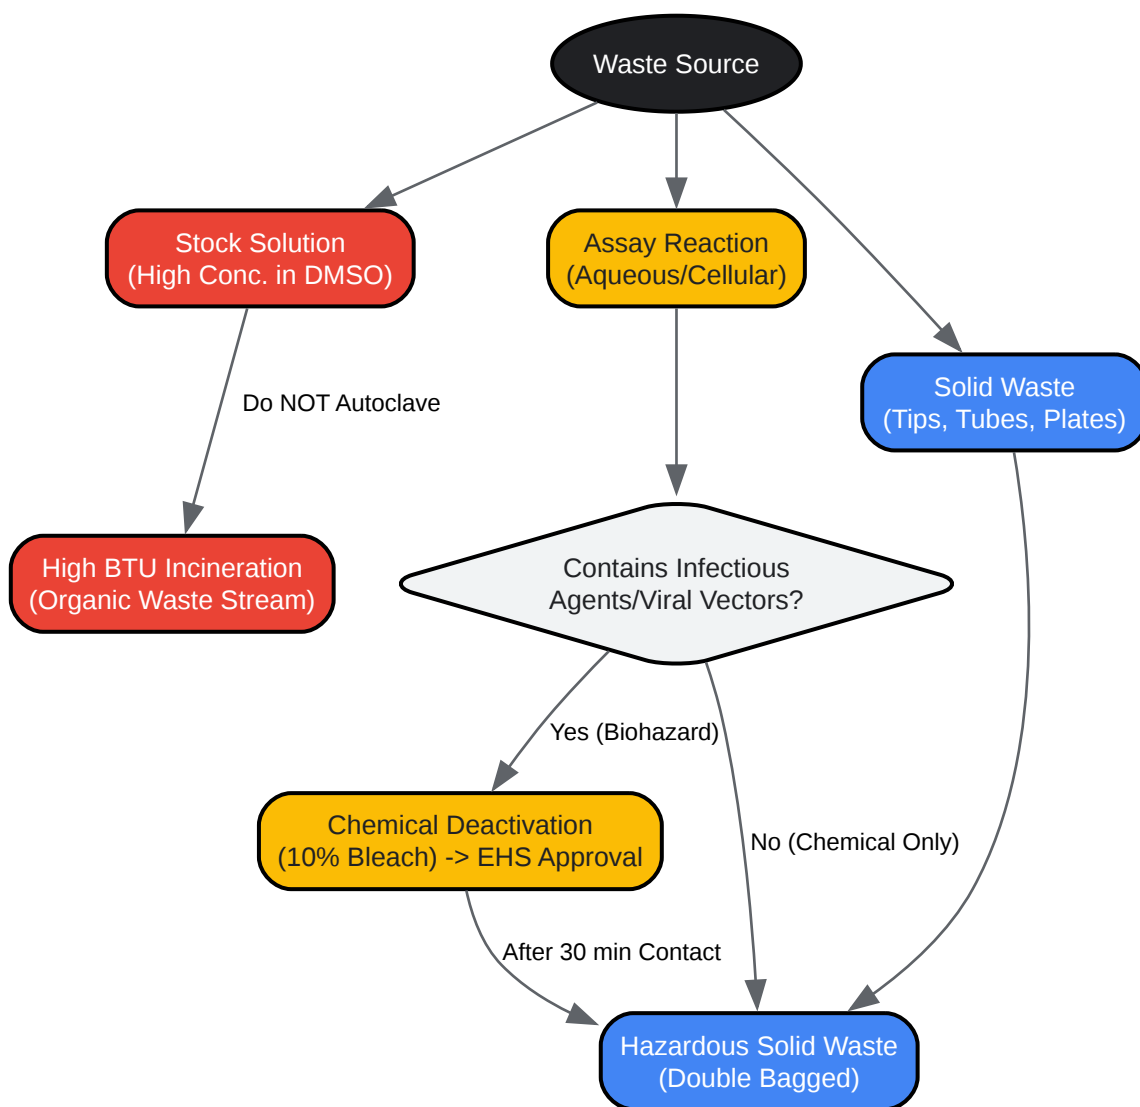 Waste Source
Stock Solution
(High Conc. in DMSO)
Assay Reaction
(Aqueous/Cellular)
Solid Waste
(Tips, Tubes, Plates)
Do NOT Autoclave
High BTU Incineration
(Organic Waste Stream)
Contains Infectious
Agents/Viral Vectors?
Yes (Biohazard)
Chemical Deactivation
(10% Bleach) -> EHS Approval
No (Chemical Only)
After 30 min Contact
Hazardous Solid Waste
(Double Bagged)